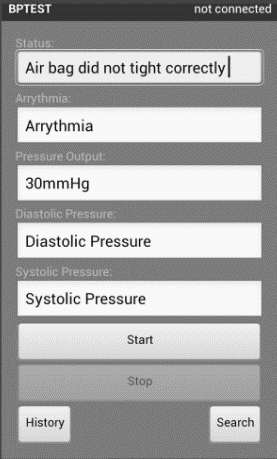 BPTEST not connected
Status:
Air bag did not tight correctly
Arrythmia:
Arrythmia
Pressure Output:
30mmHg
Diastolic Pressure:
Diastolic Pressure
Systolic Pressure:
Systolic Pressure
Start
Stop
History Search